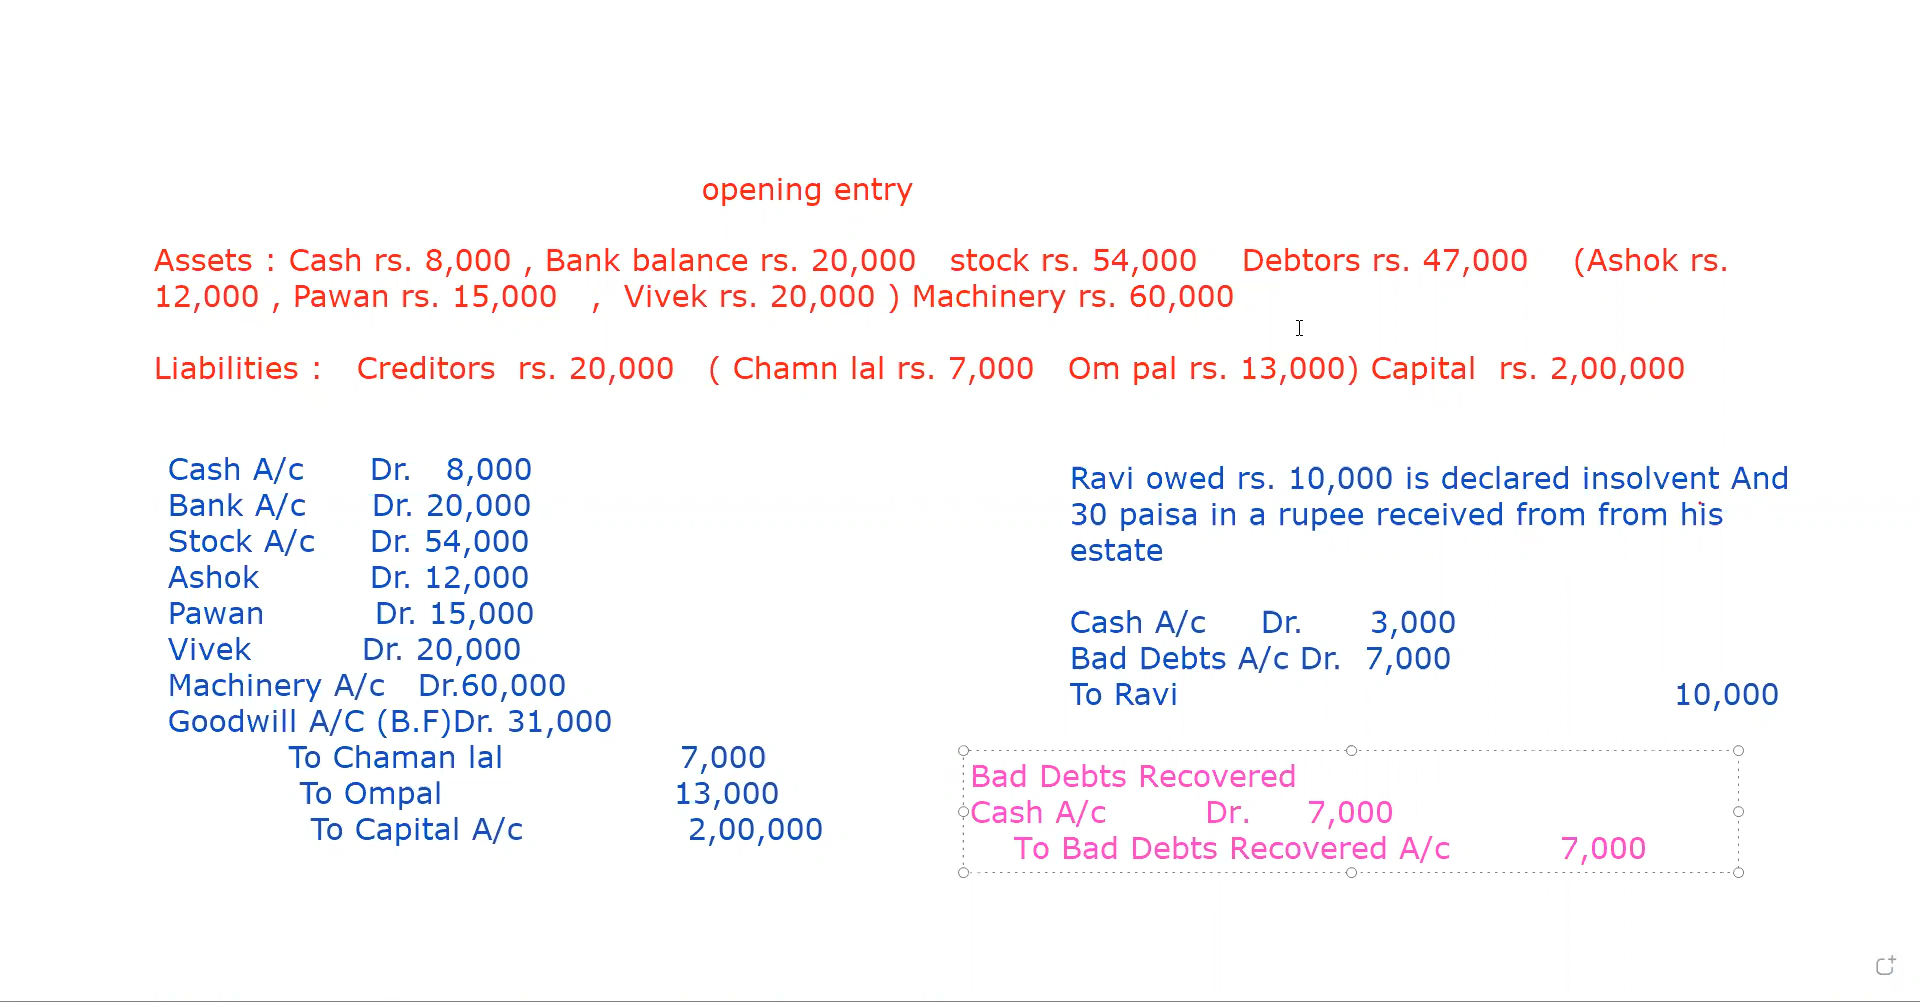 opening entry
Assets : Cash rs. 8,000 , Bank balance rs. 20,000 stock rs. 54,000 Debtors rs. 47,000 (Ashok rs.
12,000 , Pawan rs. 15,000 , Vivek rs. 20,000 ) Machinery rs. 60,000
Liabilities : Creditors rs. 20,000 ( Chamn lal rs. 7,000 Om pal rs. 13,000) Capital rs. 2,00,000
Cash A/c Dr. 8,000
Bank A/c Dr. 20,000
Stock A/c Dr. 54,000
Ashok Dr. 12,000
Pawan Dr. 15,000
Vivek Dr. 20,000
Machinery A/c Dr.60,000
Goodwill A/C (B.F)Dr. 31,000
To Chaman lal 7,000
To Ompal 13,000
To Capital A/c 2,00,000
Ravi owed rs. 10,000 is declared insolvent And
30 paisa in a rupee received from from his
estate
Cash A/c Dr. 3,000
Bad Debts A/c Dr. 7,000
To Ravi 10,000
Bad Debts Recovered
Cash A/c Dr. 7,000
To Bad Debts Recovered A/c 7,000